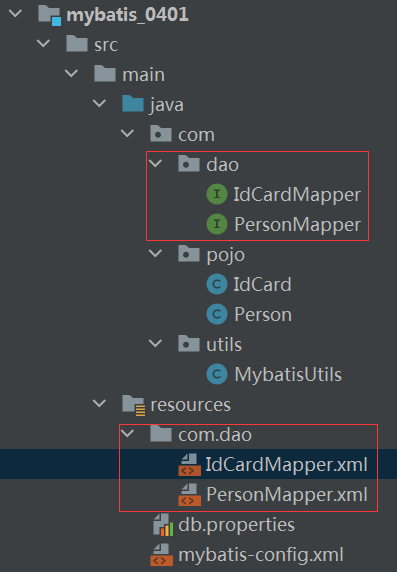 mybatis_0401
src
main
java
com
dao
IdCardMapper
PersonMapper
pojo
IdCard
Person
utils
MybatisUtils
resources
com.dao
IdCardMapper.xml
PersonMapper.xml
db.properties
mybatis-config.xml